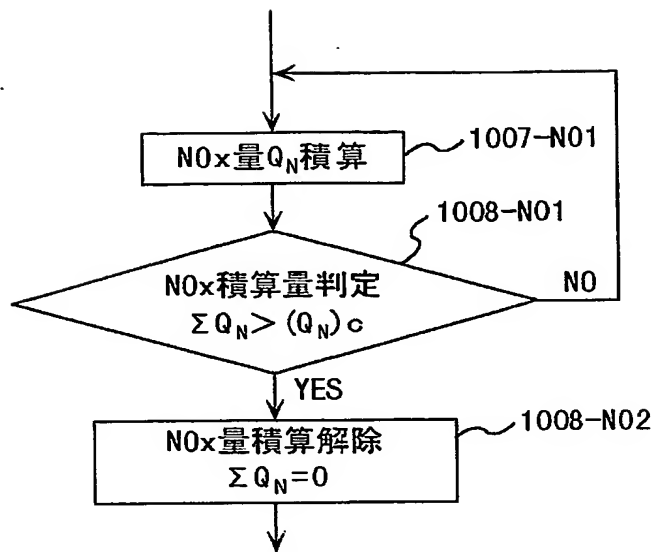 NOx量Q_N積算
1007-N01
1008-N01
NOx積算量判定
ΣQ_N>(Q_N)c
NO
YES
NOx量積算解除
ΣQ_N=0
1008-N02